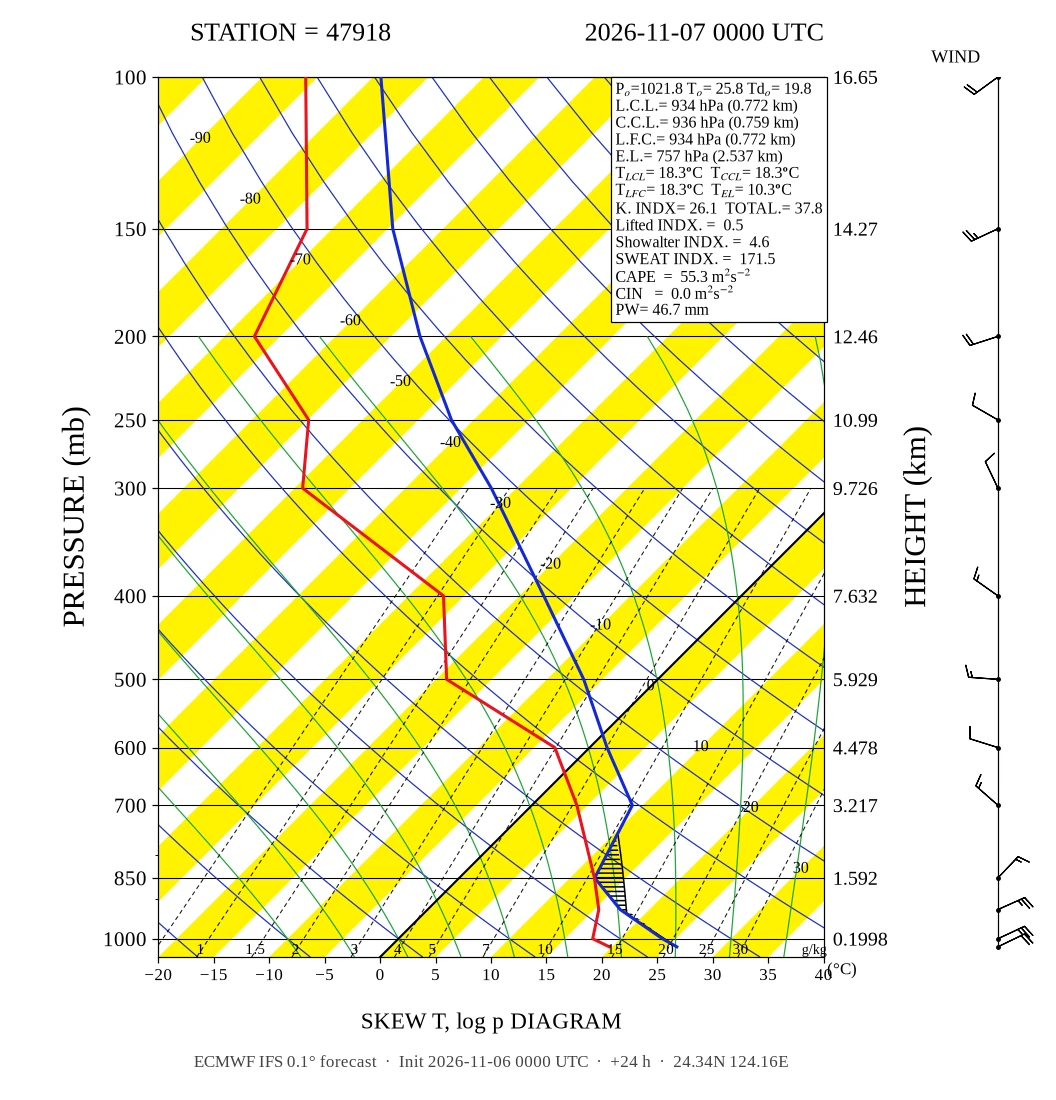 STATION = 47918
2026-11-07 0000 UTC
WIND
Pₒ=1021.8 Tₒ= 25.8 Tdₒ= 19.8
L.C.L.= 934 hPa (0.772 km)
C.C.L.= 936 hPa (0.759 km)
L.F.C.= 934 hPa (0.772 km)
E.L.= 757 hPa (2.537 km)
T_LCL= 18.3°C T_CCL= 18.3°C
T_LFC= 18.3°C T_EL= 10.3°C
K. INDX= 26.1 TOTAL.= 37.8
Lifted INDX. = 0.5
Showalter INDX. = 4.6
SWEAT INDX. = 171.5
CAPE = 55.3 m²s⁻²
CIN = 0.0 m²s⁻²
PW= 46.7 mm
PRESSURE (mb)
100
150
200
250
300
400
500
600
700
850
1000
-90
-80
-70
-60
-50
-40
-30
-20
-10
0
10
20
30
16.65
14.27
12.46
10.99
9.726
7.632
5.929
4.478
3.217
1.592
0.1998
HEIGHT (km)
1 1.5 2 3 4 5 7 10 15 20 25 30 g/kg
−20 −15 −10 −5 0 5 10 15 20 25 30 35 40 (°C)
SKEW T, log p DIAGRAM
ECMWF IFS 0.1° forecast · Init 2026-11-06 0000 UTC · +24 h · 24.34N 124.16E